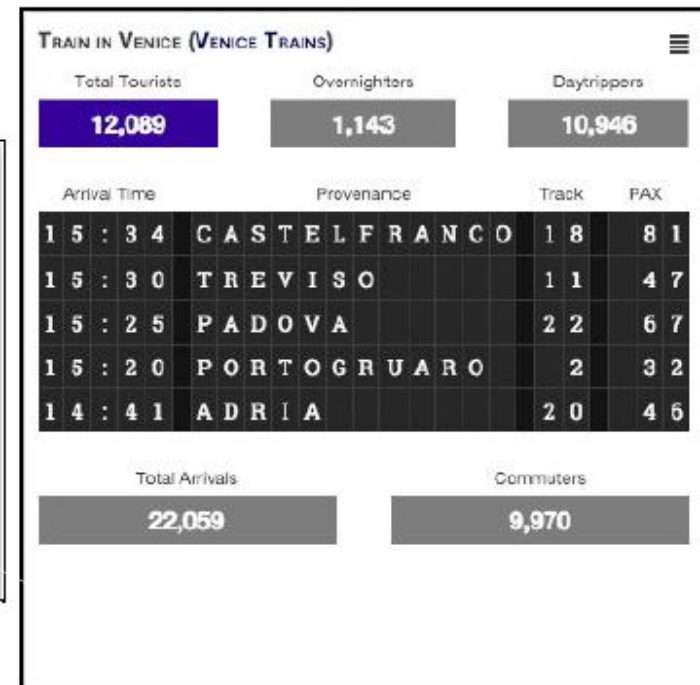 TRAIN IN VENICE (VENICE TRAINS)
Total Tourists Overnighters Daytrippers
12,089 1,143 10,946
Arrival Time Provenance Track PAX
15:34 CASTELFRANCO 18 81
15:30 TREVISO 11 47
15:25 PADOVA 22 67
15:20 PORTOGRUARO 2 32
14:41 ADRIA 20
Total Arrivals Commuters
22,059 9,970